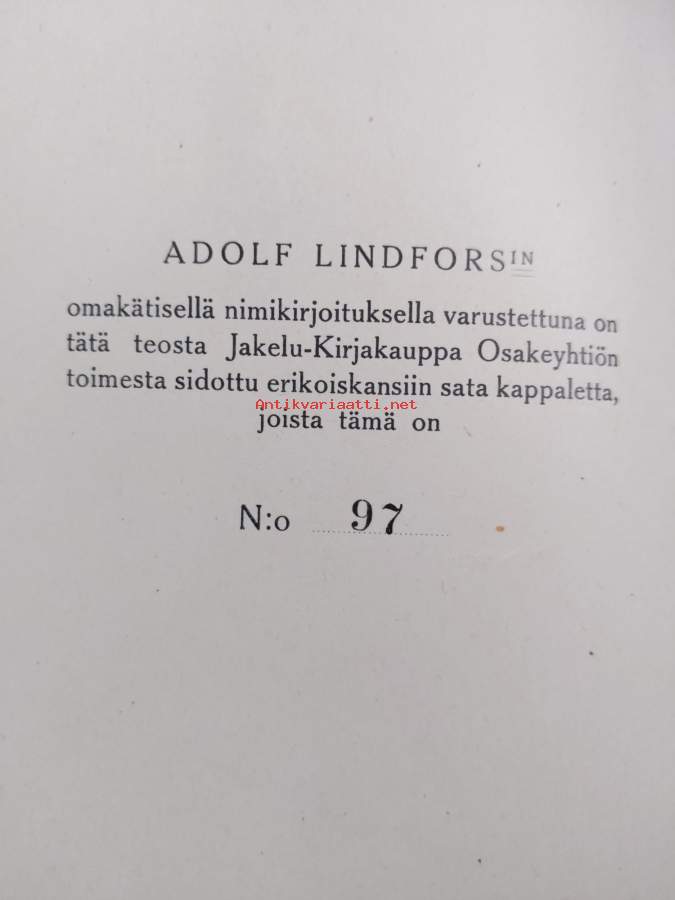 ADOLF LINDFORSIN
omakätisellä nimikirjoituksella varustettuna on
tätä teosta Jakelu-Kirjakauppa Osakeyhtiön
toimesta sidottu erikoiskansiin sata kappaletta,
Antikvariaatti.net
joista tämä on
N:o 97